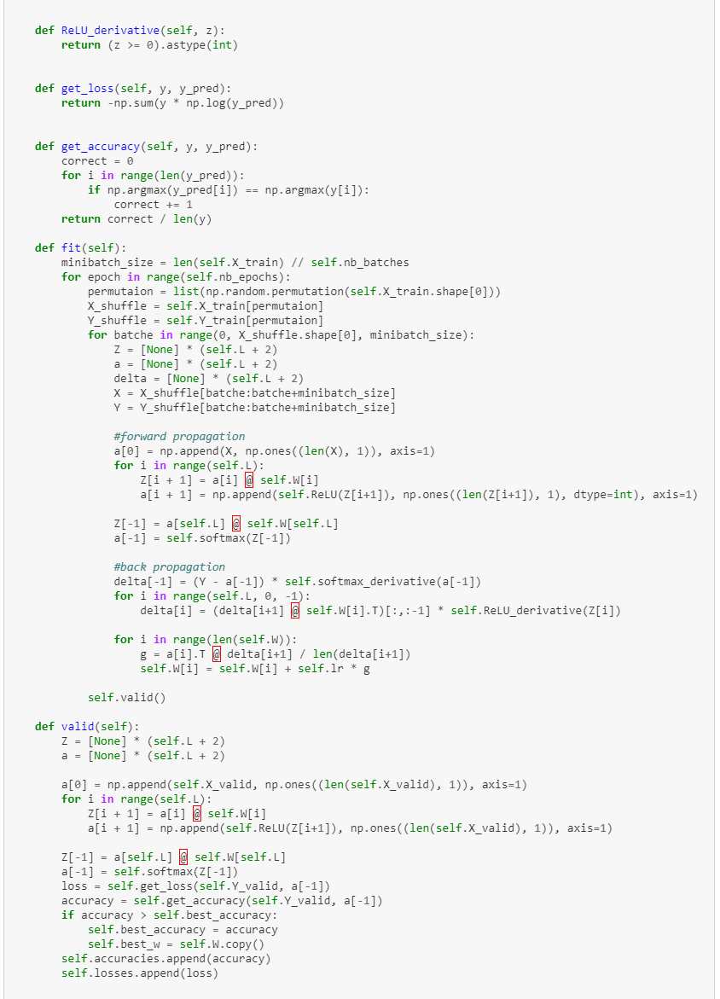 def ReLU_derivative(self, z):
    return (z >= 0).astype(int)
def get_loss(self, y, y_pred):
    return -np.sum(y * np.log(y_pred))
def get_accuracy(self, y, y_pred):
    correct = 0
    for i in range(len(y_pred)):
        if np.argmax(y_pred[i]) == np.argmax(y[i]):
            correct += 1
    return correct / len(y)
def fit(self):
    minibatch_size = len(self.X_train) // self.nb_batches
    for epoch in range(self.nb_epochs):
        permutaion = list(np.random.permutation(self.X_train.shape[0]))
        X_shuffle = self.X_train[permutaion]
        Y_shuffle = self.Y_train[permutaion]
        for batche in range(0, X_shuffle.shape[0], minibatch_size):
            Z = [None] * (self.L + 2)
            a = [None] * (self.L + 2)
            delta = [None] * (self.L + 2)
            X = X_shuffle[batche:batche+minibatch_size]
            Y = Y_shuffle[batche:batche+minibatch_size]
            #forward propagation
            a[0] = np.append(X, np.ones((len(X), 1)), axis=1)
            for i in range(self.L):
                Z[i + 1] = a[i] @ self.W[i]
                a[i + 1] = np.append(self.ReLU(Z[i+1]), np.ones((len(Z[i+1]), 1), dtype=int), axis=1)
            Z[-1] = a[self.L] @ self.W[self.L]
            a[-1] = self.softmax(Z[-1])
            #back propagation
            delta[-1] = (Y - a[-1]) * self.softmax_derivative(a[-1])
            for i in range(self.L, 0, -1):
                delta[i] = (delta[i+1] @ self.W[i].T)[:,:-1] * self.ReLU_derivative(Z[i])
            for i in range(len(self.W)):
                g = a[i].T @ delta[i+1] / len(delta[i+1])
                self.W[i] = self.W[i] + self.lr * g
        self.valid()
def valid(self):
    Z = [None] * (self.L + 2)
    a = [None] * (self.L + 2)
    a[0] = np.append(self.X_valid, np.ones((len(self.X_valid), 1)), axis=1)
    for i in range(self.L):
        Z[i + 1] = a[i] @ self.W[i]
        a[i + 1] = np.append(self.ReLU(Z[i+1]), np.ones((len(self.X_valid), 1)), axis=1)
    Z[-1] = a[self.L] @ self.W[self.L]
    a[-1] = self.softmax(Z[-1])
    loss = self.get_loss(self.Y_valid, a[-1])
    accuracy = self.get_accuracy(self.Y_valid, a[-1])
    if accuracy > self.best_accuracy:
        self.best_accuracy = accuracy
        self.best_w = self.W.copy()
    self.accuracies.append(accuracy)
    self.losses.append(loss)